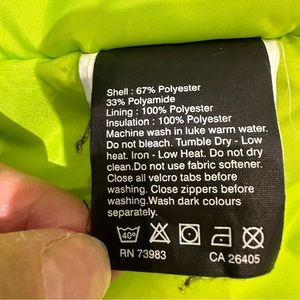 Shell : 67% Polyester
33% Polyamide
Lining : 100% Polyester
Insulation : 100% Polyester
Machine wash in luke warm water.
Do not bleach. Tumble Dry - Low
heat. Iron - Low Heat. Do not dry
clean.Do not use fabric softener.
Close all velcro tabs before
washing. Close zippers before
washing.Wash dark colours
separately.
40°
RN 73983 CA 26405